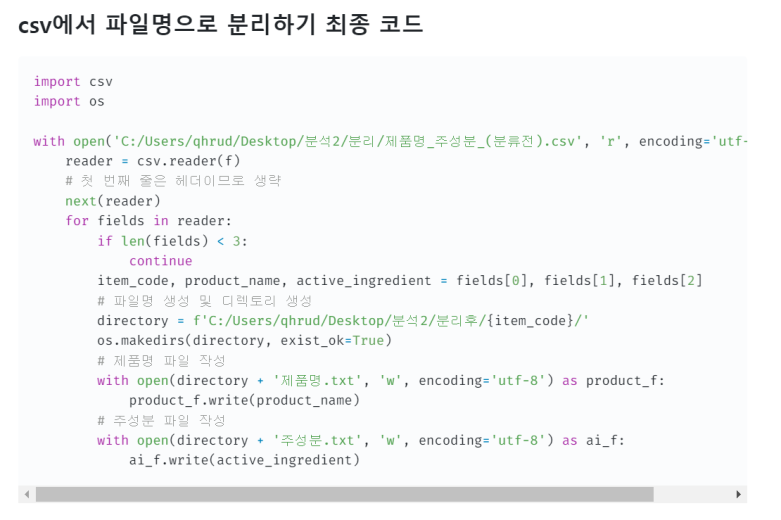 csv에서 파일명으로 분리하기 최종 코드
import csv
import os
with open('C:/Users/qhrud/Desktop/분석2/분리/제품명_주성분_(분류전).csv', 'r', encoding='utf-
    reader = csv.reader(f)
    # 첫 번째 줄은 헤더이므로 생략
    next(reader)
    for fields in reader:
        if len(fields) < 3:
            continue
        item_code, product_name, active_ingredient = fields[0], fields[1], fields[2]
        # 파일명 생성 및 디렉토리 생성
        directory = f'C:/Users/qhrud/Desktop/분석2/분리후/{item_code}/'
        os.makedirs(directory, exist_ok=True)
        # 제품명 파일 작성
        with open(directory + '제품명.txt', 'w', encoding='utf-8') as product_f:
            product_f.write(product_name)
        # 주성분 파일 작성
        with open(directory + '주성분.txt', 'w', encoding='utf-8') as ai_f:
            ai_f.write(active_ingredient)